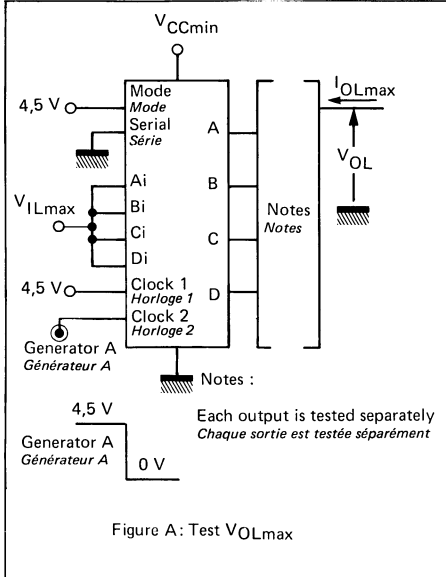 VCCmin
Mode
Mode
4,5 V
Serial
Série
A
IOLmax
VOL
Ai
VILmax
Bi
B
Ci
Di
Notes
Notes
C
4,5 V
Clock 1
Horloge 1
D
Clock 2
Horloge 2
Generator A
Générateur A
Notes :
4,5 V
Each output is tested separately
Chaque sortie est testée séparément
Generator A
Générateur A
0 V
Figure A: Test VOLmax